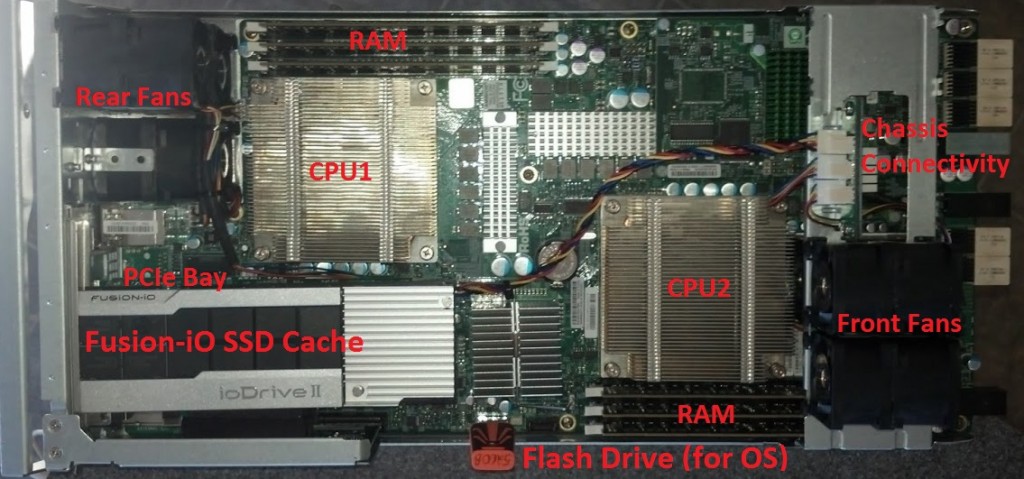 RAM
Rear Fans
Chassis
Connectivity
CPU1
PCIe Bay
CPU2
FUSION-iO
Fusion-iO SSD Cache
Front Fans
ioDrive II
RAM
Flash Drive (for OS)